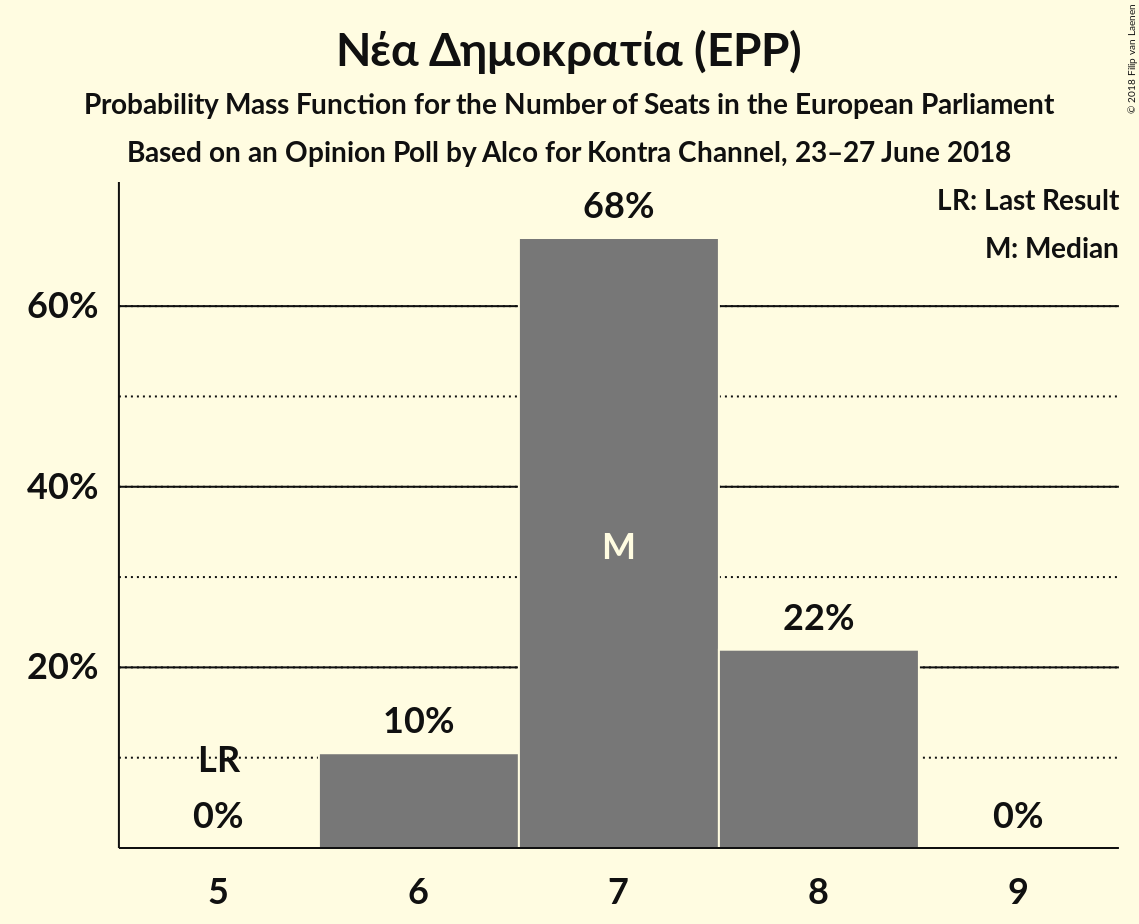 Νέα Δημοκρατία (EPP)
Probability Mass Function for the Number of Seats in the European Parliament
Based on an Opinion Poll by Alco for Kontra Channel, 23–27 June 2018
© 2018 Filip van Laenen
LR: Last Result
M: Median
68%
60%
M
40%
22%
20%
10%
LR
0%
0%
5 6 7 8 9